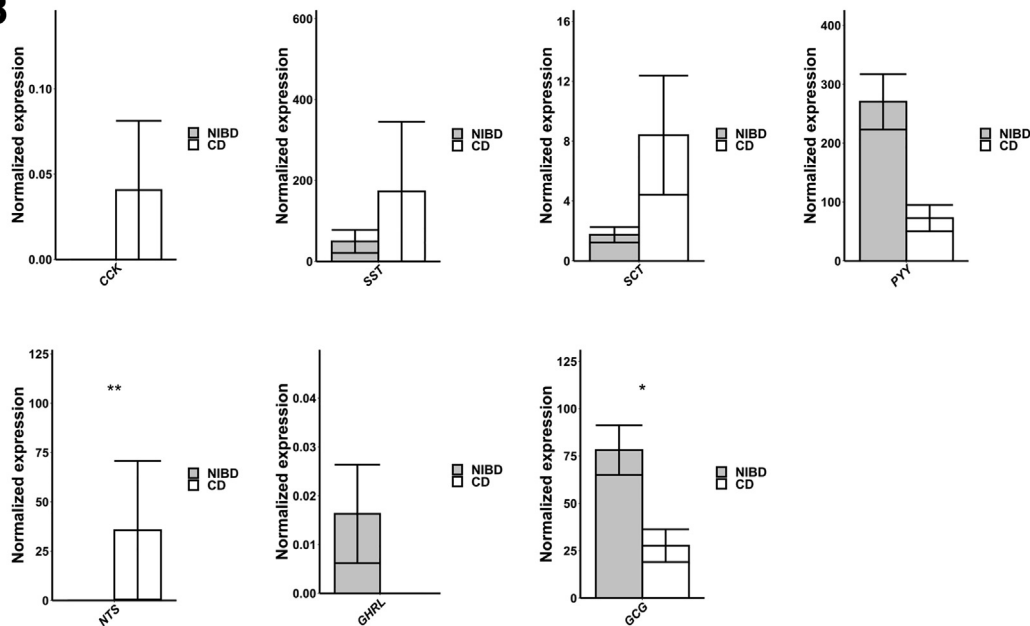 B
Normalized expression
0.10
0.05
0.00
CCK
NIBD
CD
Normalized expression
600
400
200
0
SST
NIBD
CD
Normalized expression
16
12
8
4
0
SCT
NIBD
CD
Normalized expression
400
300
200
100
0
PYY
NIBD
CD
Normalized expression
125
100
75
50
25
0
**
NTS
NIBD
CD
Normalized expression
0.04
0.03
0.02
0.01
0.00
GHRL
NIBD
CD
Normalized expression
125
100
75
50
25
0
*
GCG
NIBD
CD